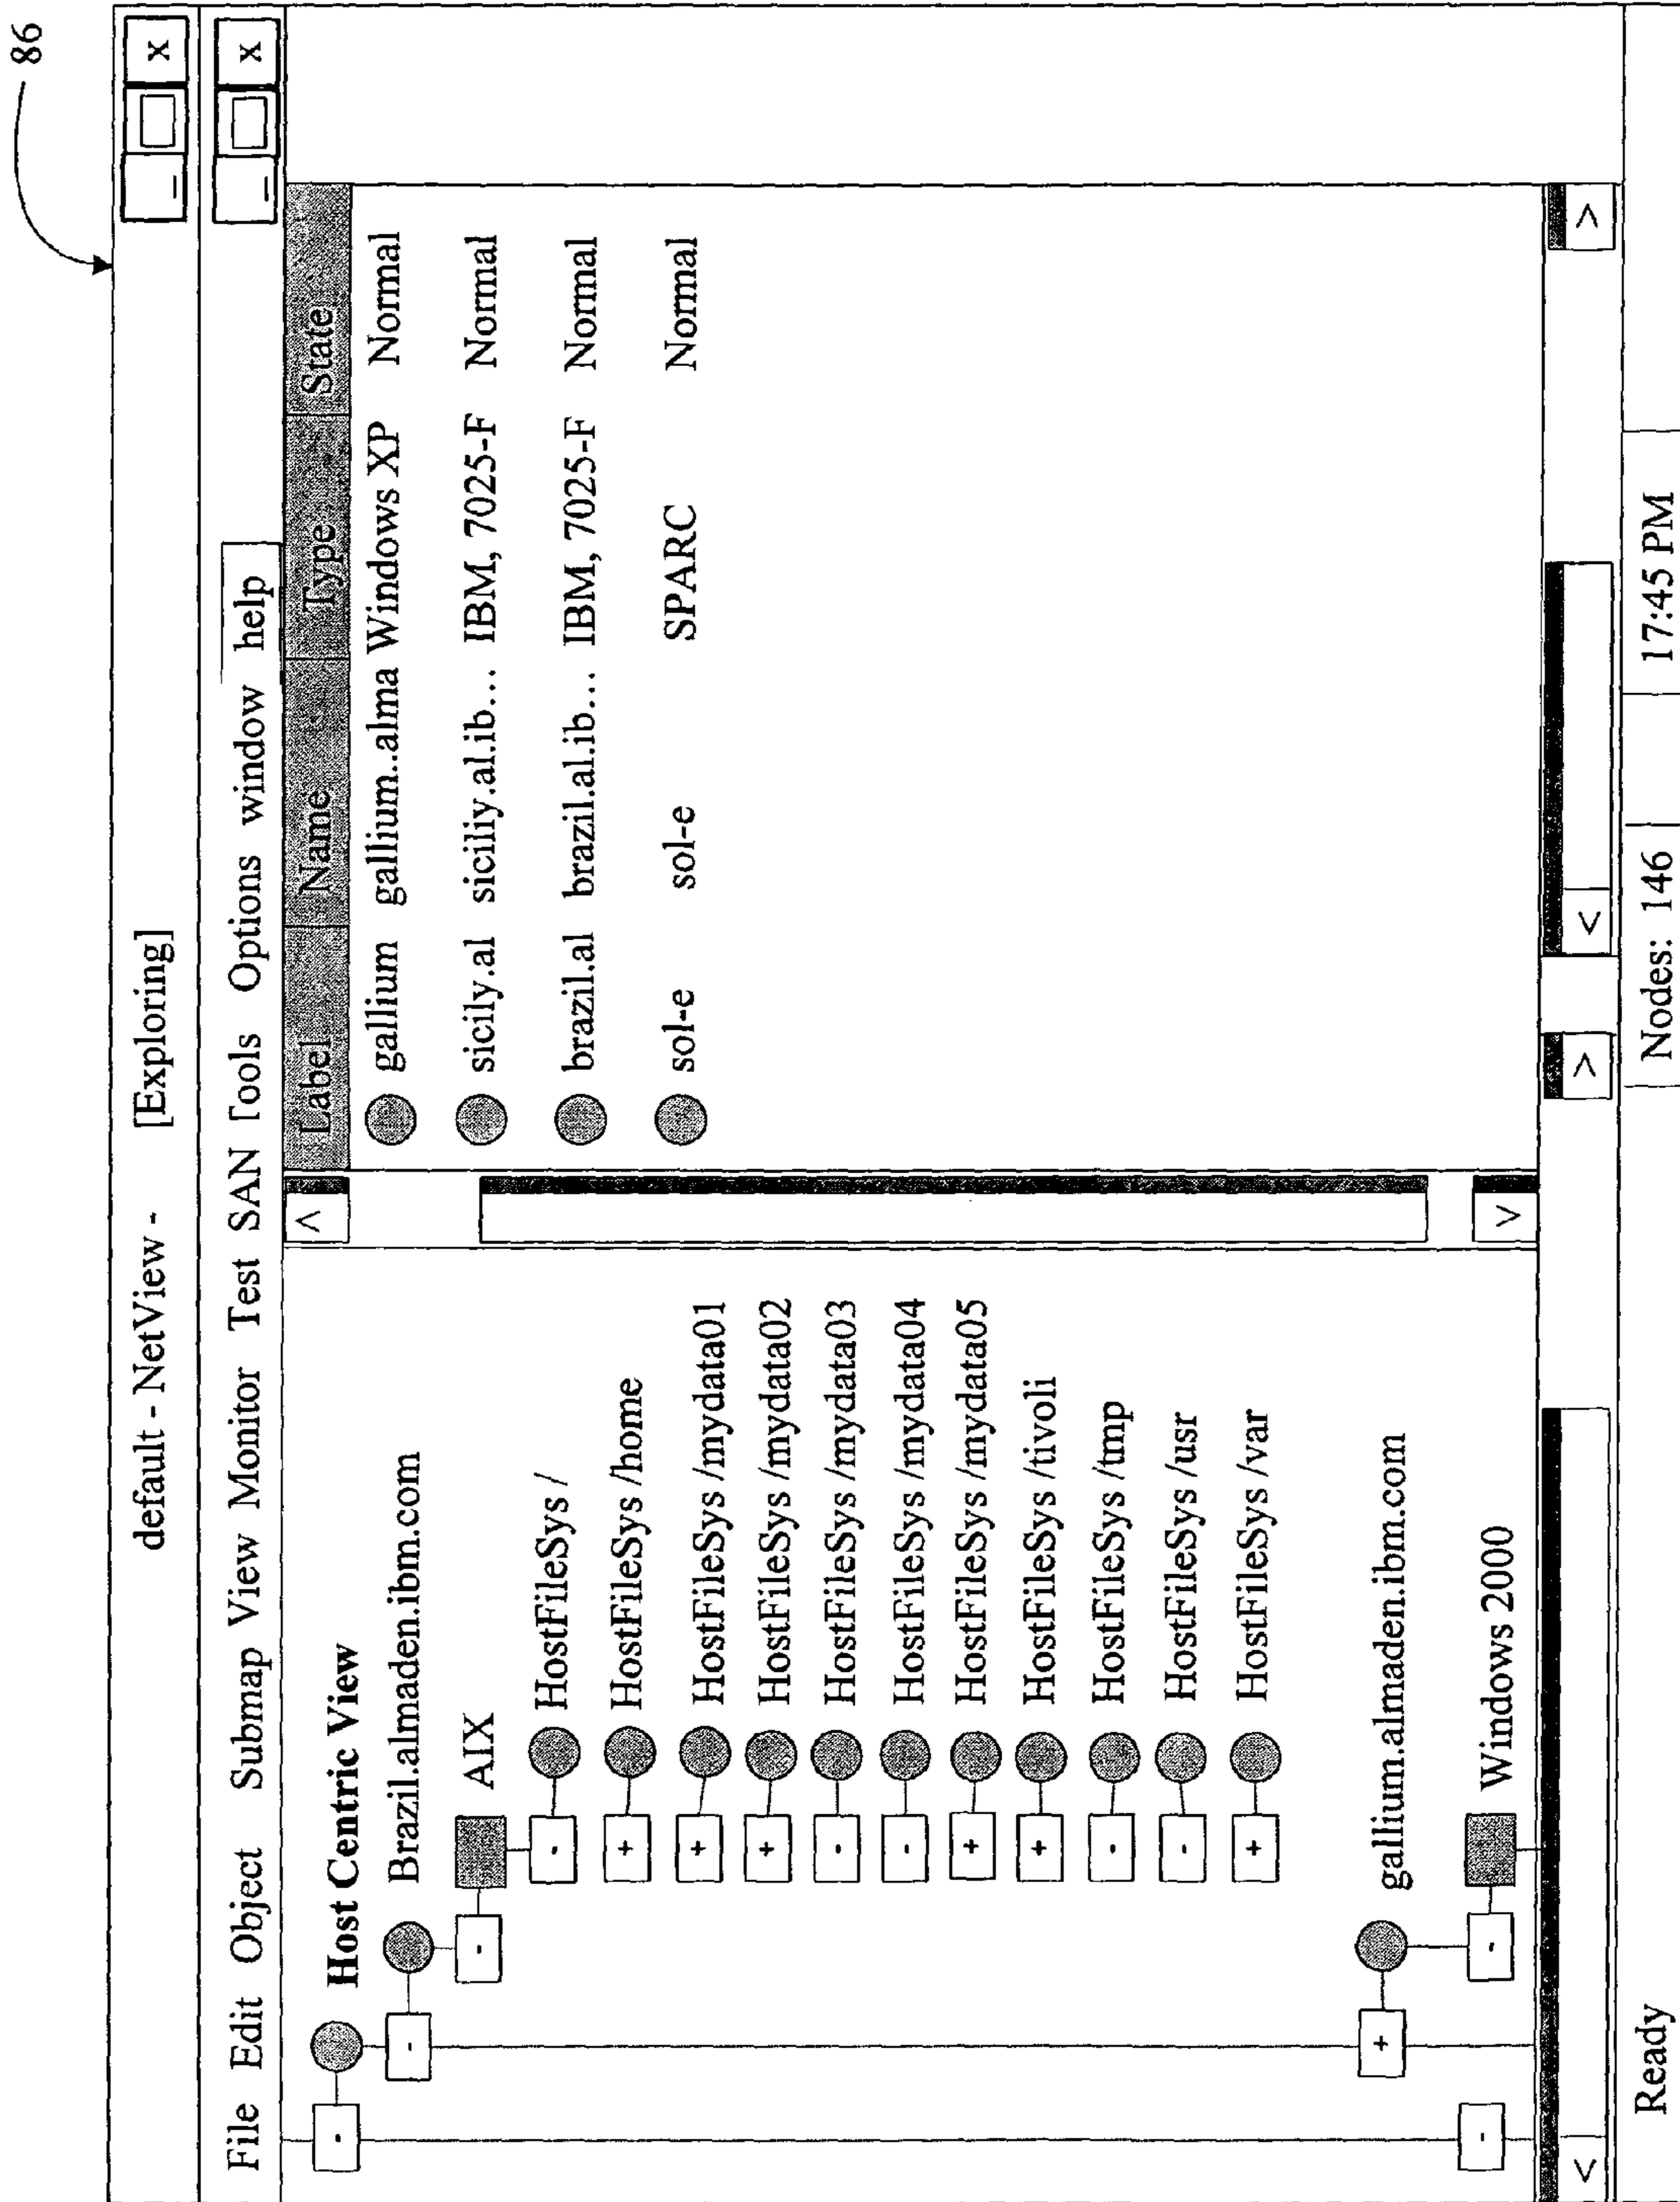 86
default - NetView - [Exploring]
_ x
File Edit Object Submap View Monitor Test SAN Tools Options window help
_ x
Host Centric View
- Brazil.almaden.ibm.com
- AIX
- HostFileSys /
+ HostFileSys /home
+ HostFileSys /mydata01
+ HostFileSys /mydata02
- HostFileSys /mydata03
- HostFileSys /mydata04
+ HostFileSys /mydata05
+ HostFileSys /tivoli
- HostFileSys /tmp
- HostFileSys /usr
+ HostFileSys /var
+ gallium.almaden.ibm.com
- Windows 2000
Label Name Type State
gallium gallium..alma Windows XP Normal
sicily.al siciliy.al.ib... IBM, 7025-F Normal
brazil.al brazil.al.ib... IBM, 7025-F Normal
sol-e sol-e SPARC Normal
Ready Nodes: 146 17:45 PM